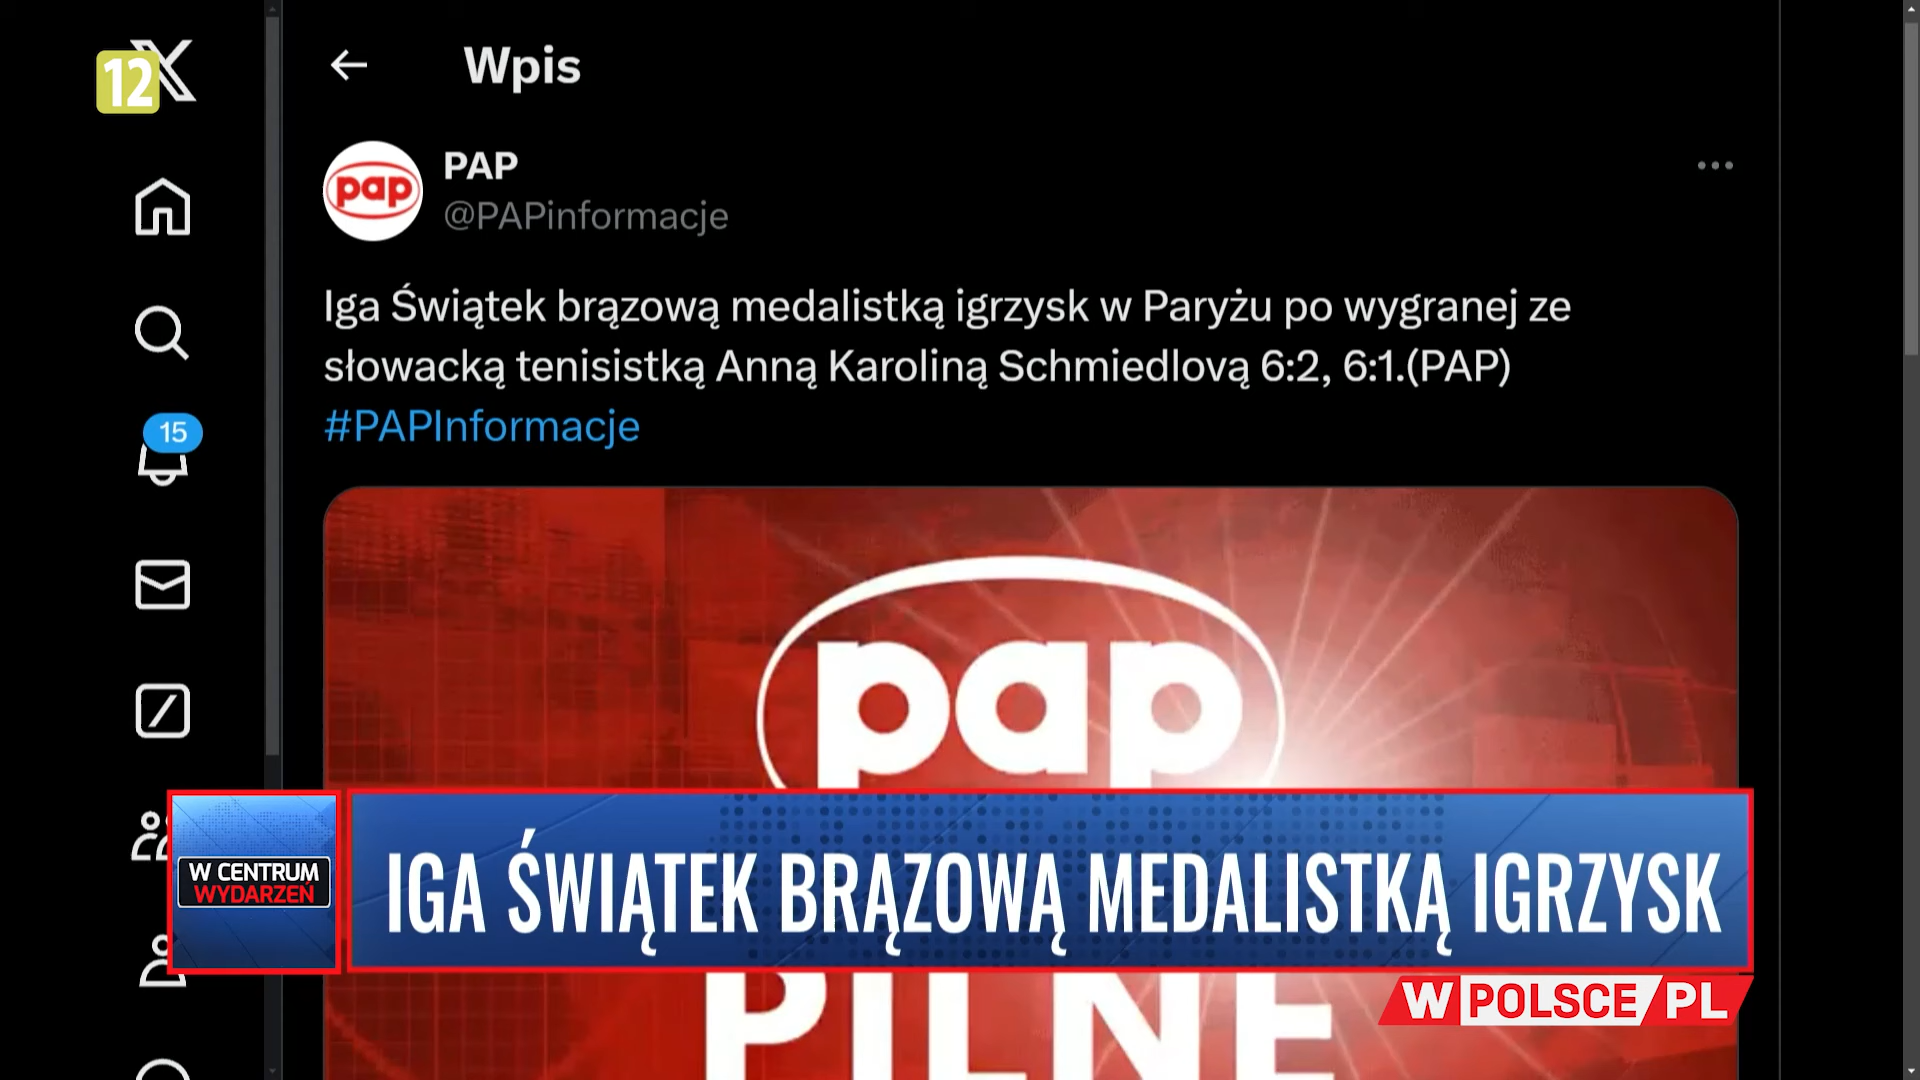 12
Wpis
pap
PAP
@PAPinformacje
Iga Świątek brązową medalistką igrzysk w Paryżu po wygranej ze
słowacką tenisistką Anną Karoliną Schmiedlovą 6:2, 6:1.(PAP)
#PAPInformacje
15
pap
W CENTRUM
WYDARZEŃ
IGA ŚWIĄTEK BRĄZOWĄ MEDALISTKĄ IGRZYSK
PILNE
WPOLSCE/PL